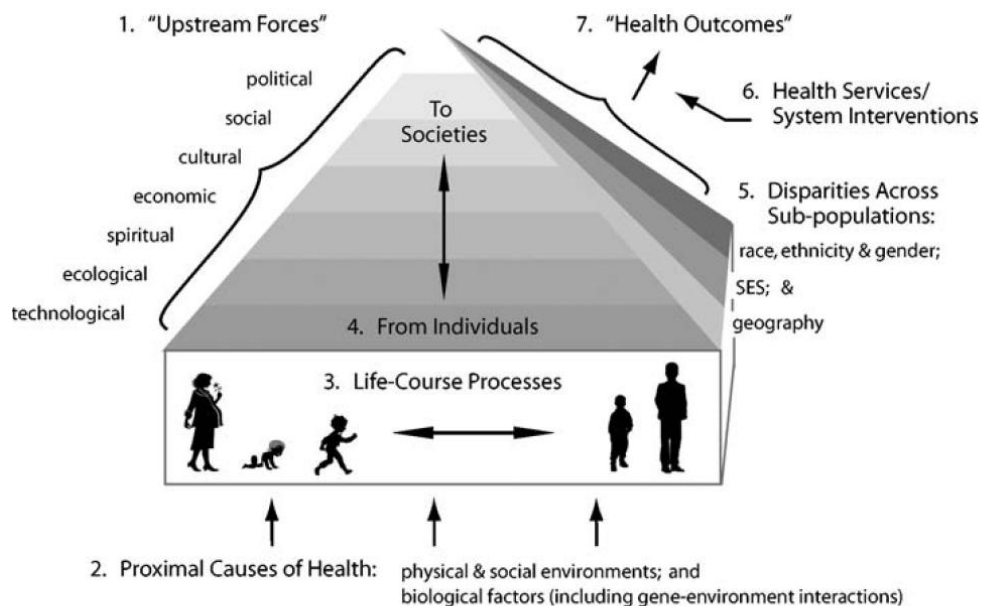 1. "Upstream Forces"
political
social
cultural
economic
spiritual
ecological
technological
To
Societies
4. From Individuals
7. "Health Outcomes"
6. Health Services/
System Interventions
5. Disparities Across
Sub-populations:
race, ethnicity & gender;
SES; &
geography
3. Life-Course Processes
2. Proximal Causes of Health: physical & social environments; and
biological factors (including gene-environment interactions)